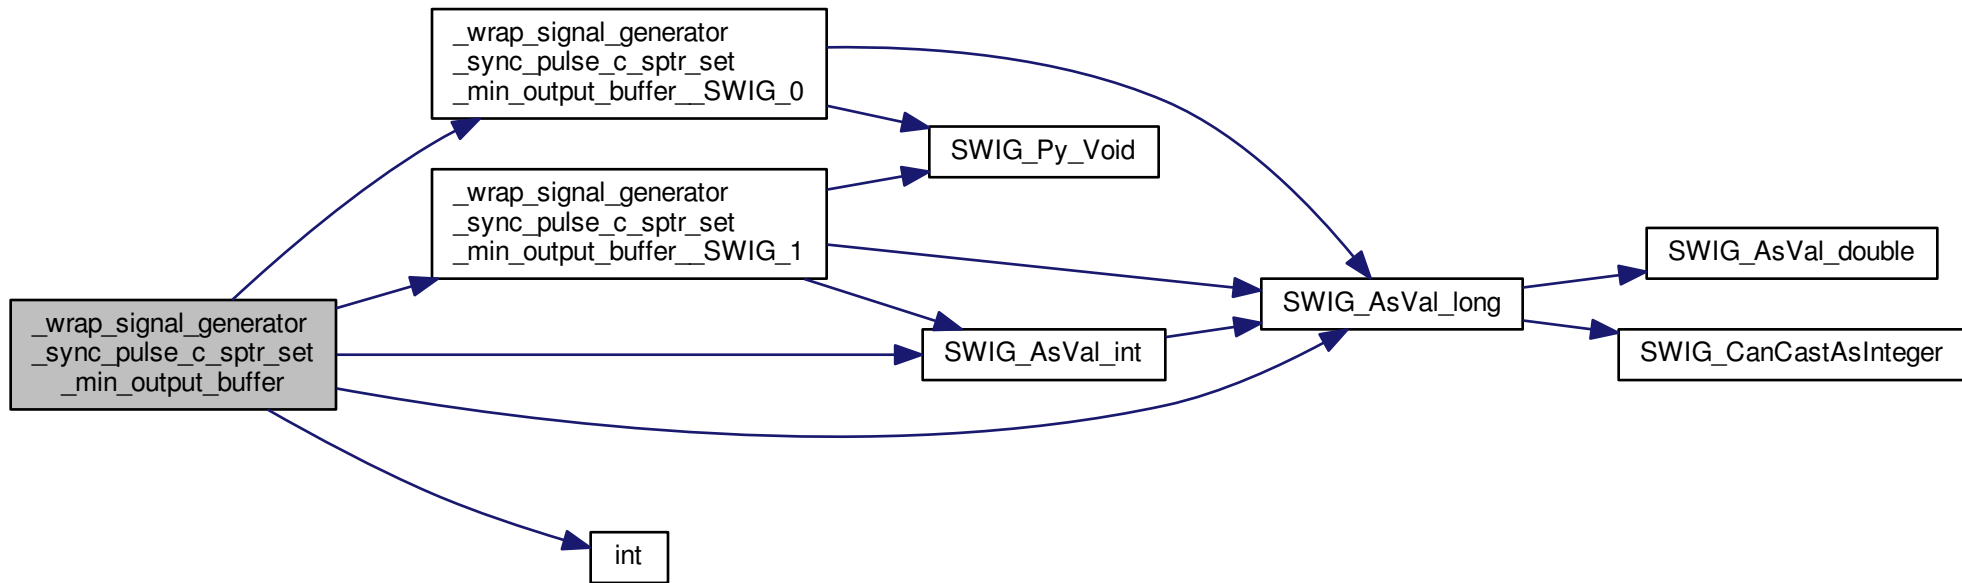 _wrap_signal_generator
_sync_pulse_c_sptr_set
_min_output_buffer__SWIG_0
SWIG_Py_Void
_wrap_signal_generator
_sync_pulse_c_sptr_set
_min_output_buffer__SWIG_1
SWIG_AsVal_double
SWIG_AsVal_long
_wrap_signal_generator
_sync_pulse_c_sptr_set
_min_output_buffer
SWIG_AsVal_int
SWIG_CanCastAsInteger
int